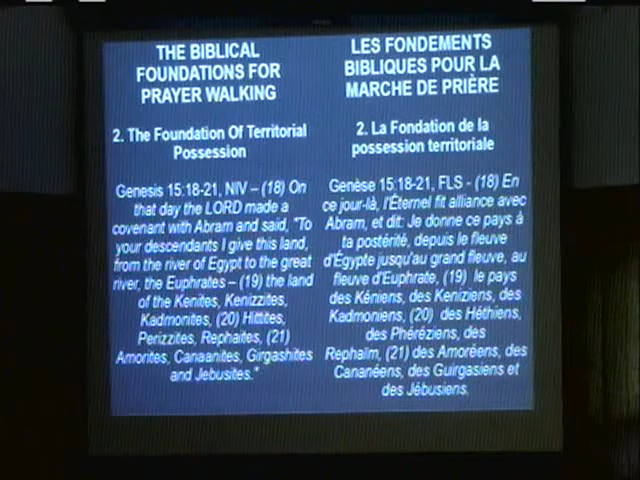 THE BIBLICAL
FOUNDATIONS FOR
PRAYER WALKING
2. The Foundation Of Territorial
Possession
Genesis 15:18-21, NIV – (18) On
that day the LORD made a
covenant with Abram and said, "To
your descendants I give this land,
from the river of Egypt to the great
river, the Euphrates – (19) the land
of the Kenites, Kenizzites,
Kadmonites, (20) Hittites,
Perizzites, Rephaites, (21)
Amorites, Canaanites, Girgashites
and Jebusites."
LES FONDEMENTS
BIBLIQUES POUR LA
MARCHE DE PRIÈRE
2. La Fondation de la
possession territoriale
Genèse 15:18-21, FLS - (18) En
ce jour-là, l'Éternel fit alliance avec
Abram, et dit: Je donne ce pays à
ta postérité, depuis le fleuve
d'Égypte jusqu'au grand fleuve, au
fleuve d'Euphrate, (19) le pays
des Kéniens, des Keniziens, des
Kadmoniens, (20) des Héthiens,
des Phéréziens, des
Rephaïm, (21) des Amoréens, des
Cananéens, des Guirgasiens et
des Jébusiens.